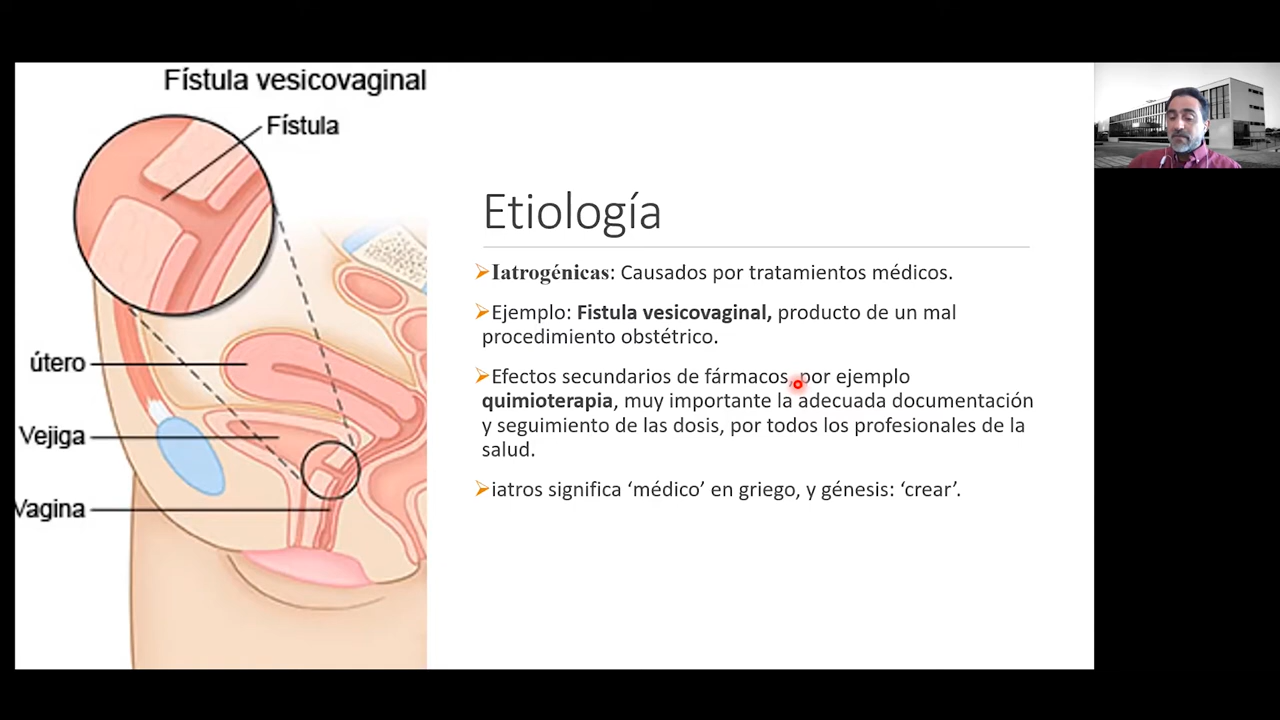 Fístula vesicovaginal
Fístula
útero
Vejiga
Vagina
Etiología
➢Iatrogénicas: Causados por tratamientos médicos.
➢Ejemplo: Fistula vesicovaginal, producto de un mal
procedimiento obstétrico.
➢Efectos secundarios de fármacos, por ejemplo
quimioterapia, muy importante la adecuada documentación
y seguimiento de las dosis, por todos los profesionales de la
salud.
➢iatros significa ‘médico’ en griego, y génesis: ‘crear’.